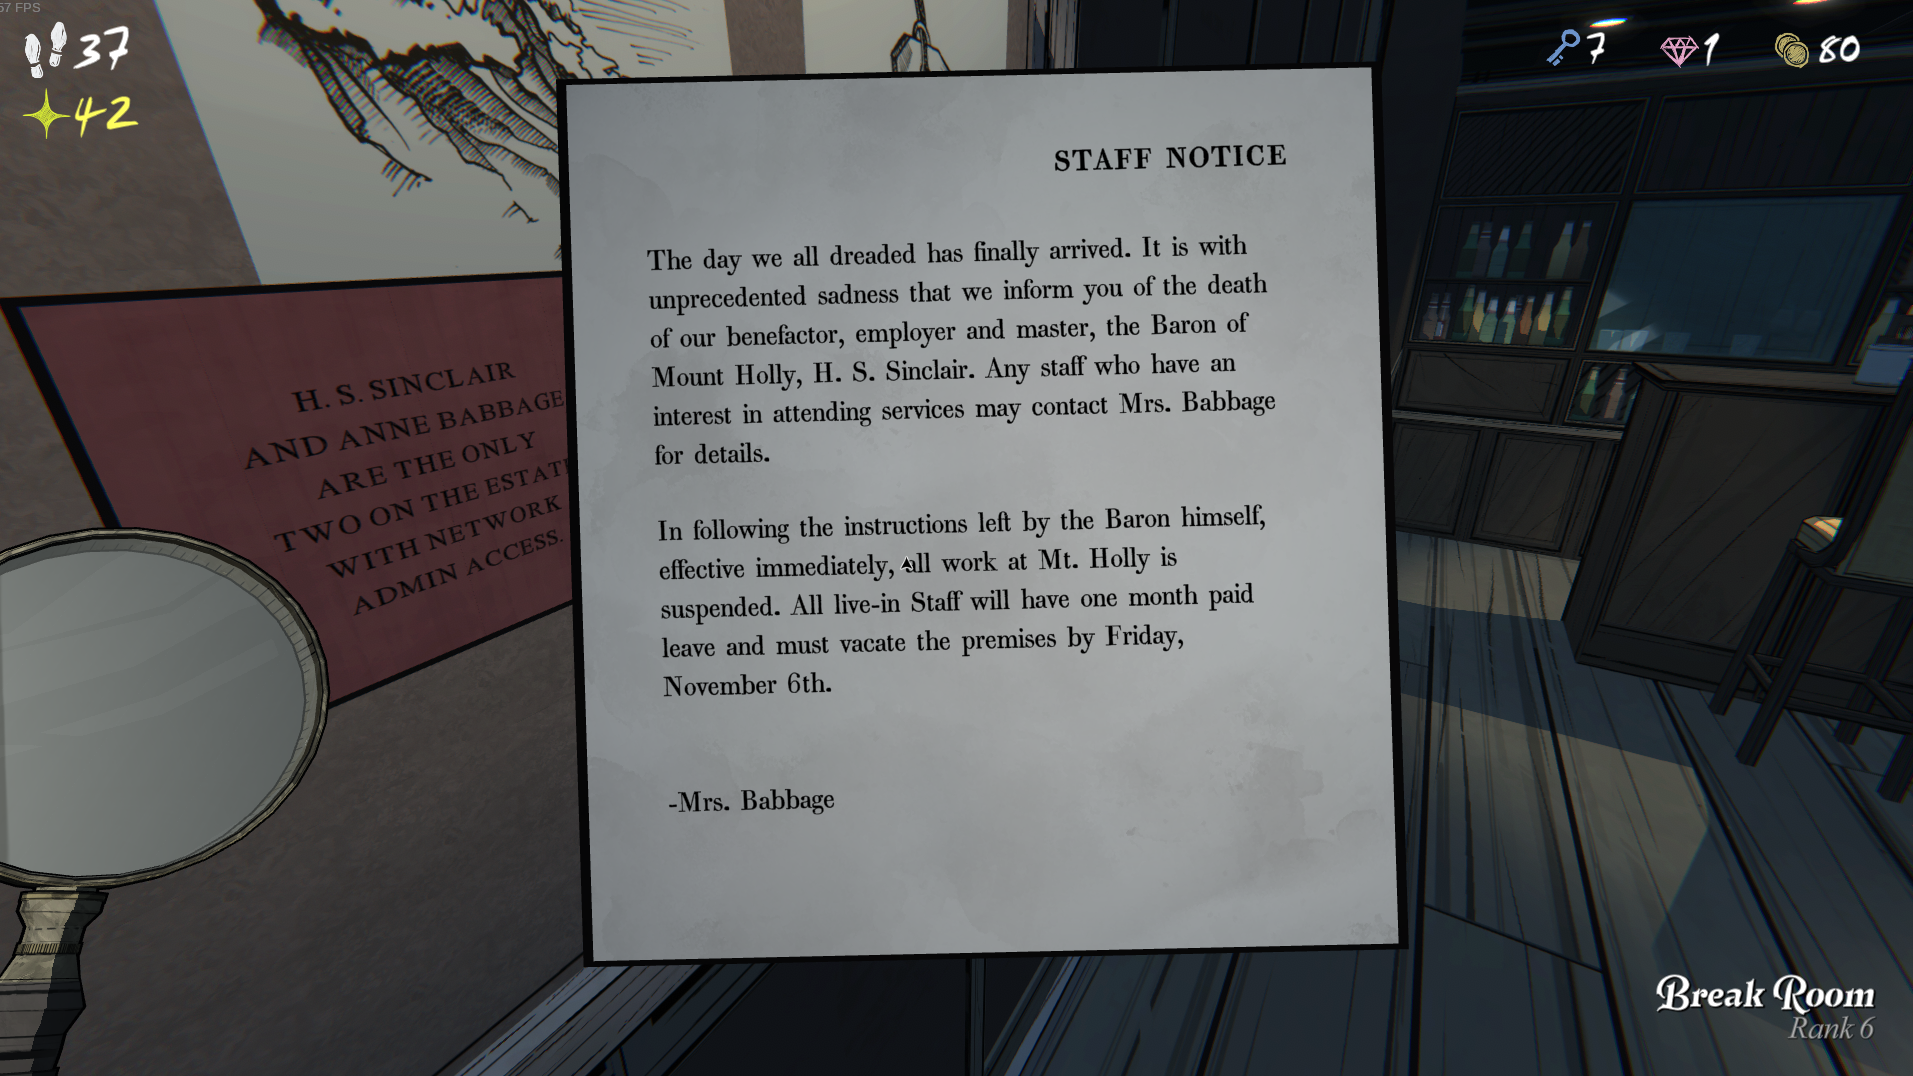 57 FPS
37
42
7
1
80
STAFF NOTICE
The day we all dreaded has finally arrived. It is with
unprecedented sadness that we inform you of the death
of our benefactor, employer and master, the Baron of
Mount Holly, H. S. Sinclair. Any staff who have an
interest in attending services may contact Mrs. Babbage
for details.
In following the instructions left by the Baron himself,
effective immediately, all work at Mt. Holly is
suspended. All live-in Staff will have one month paid
leave and must vacate the premises by Friday,
November 6th.
-Mrs. Babbage
H. S. SINCLAIR
AND ANNE BABBAGE
ARE THE ONLY
TWO ON THE ESTAT
WITH NETWORK
ADMIN ACCESS.
Break Room
Rank 6